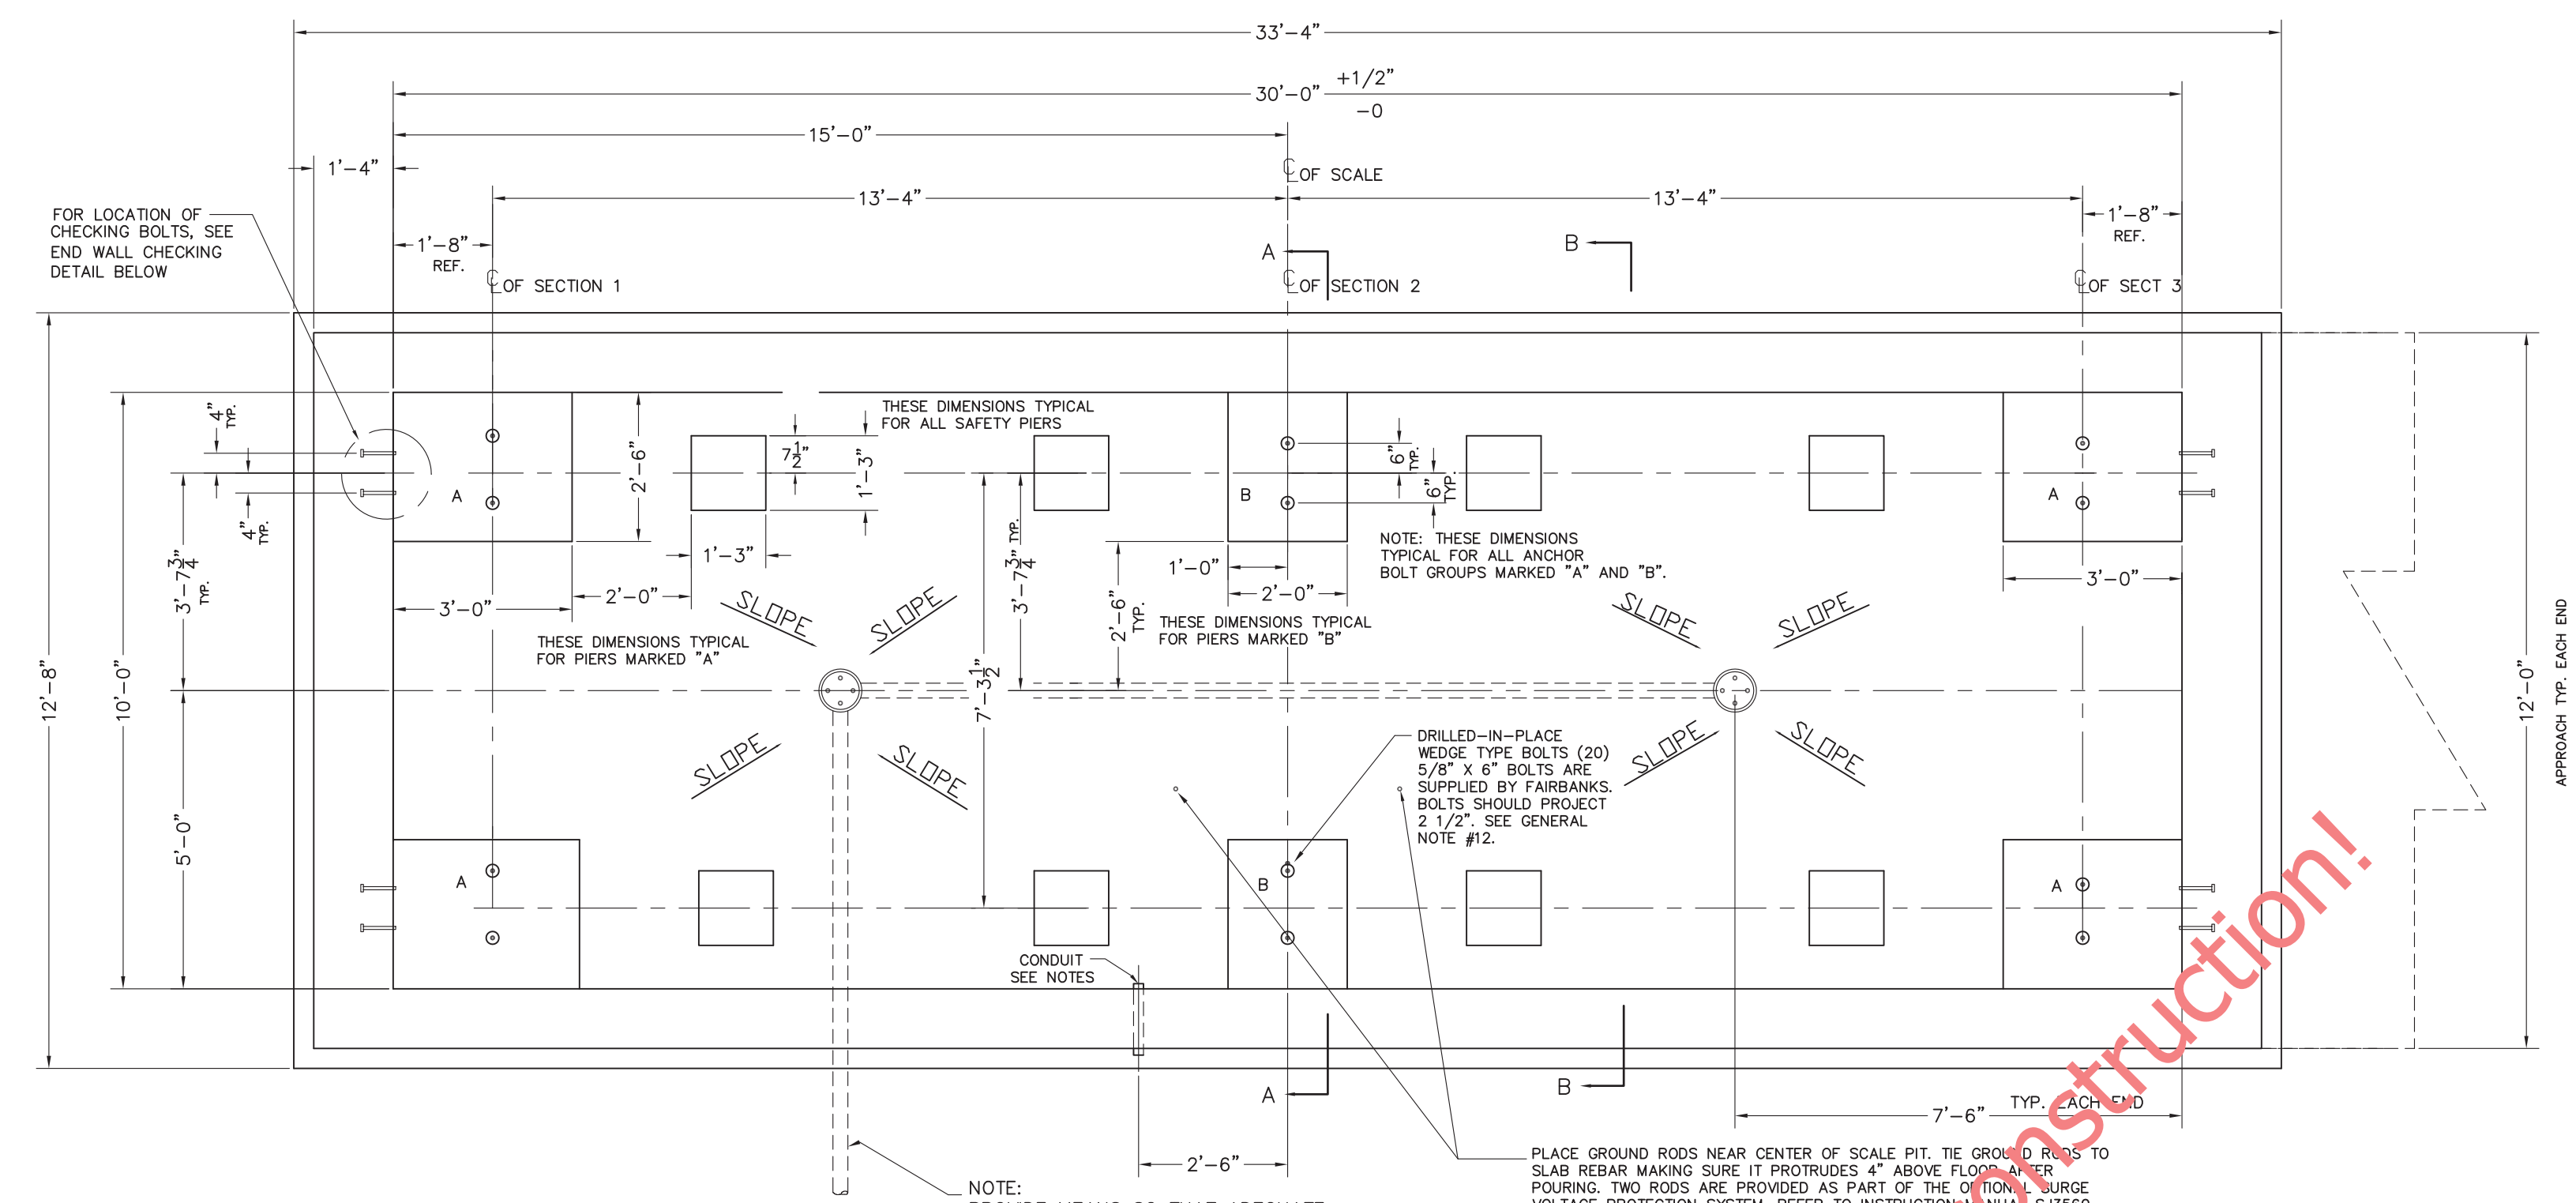 33'-4"
30'-0" +1/2" -0
15'-0"
1'-4"
℄ OF SCALE
13'-4"
13'-4"
1'-8"
REF.
1'-8"
REF.
FOR LOCATION OF
CHECKING BOLTS, SEE
END WALL CHECKING
DETAIL BELOW
A
B
℄ OF SECTION 1
℄ OF SECTION 2
℄ OF SECT 3
4"
TYP.
4"
TYP.
THESE DIMENSIONS TYPICAL
FOR ALL SAFETY PIERS
7 1/2"
1'-3"
2'-6"
6"
TYP.
6"
TYP.
A
B
A
NOTE: THESE DIMENSIONS
TYPICAL FOR ALL ANCHOR
BOLT GROUPS MARKED "A" AND "B".
1'-3"
1'-0"
3'-7 3/4"
TYP.
3'-7 3/4" TYP.
3'-0"
2'-0"
2'-0"
3'-0"
2'-6"
TYP.
SLOPE
SLOPE
SLOPE
SLOPE
THESE DIMENSIONS TYPICAL
FOR PIERS MARKED "A"
THESE DIMENSIONS TYPICAL
FOR PIERS MARKED "B"
12'-8"
10'-0"
7'-3 1/2"
12'-0"
APPROACH TYP. EACH END
SLOPE
SLOPE
SLOPE
SLOPE
DRILLED-IN-PLACE
WEDGE TYPE BOLTS (20)
5/8" X 6" BOLTS ARE
SUPPLIED BY FAIRBANKS.
BOLTS SHOULD PROJECT
2 1/2". SEE GENERAL
NOTE #12.
5'-0"
A
B
A
CONDUIT
SEE NOTES
A
B
TYP. EACH END
7'-6"
2'-6"
NOTE:
PLACE GROUND RODS NEAR CENTER OF SCALE PIT. TIE GROUND RODS TO
SLAB REBAR MAKING SURE IT PROTRUDES 4" ABOVE FLOOR AFTER
POURING. TWO RODS ARE PROVIDED AS PART OF THE OPTIONAL SURGE
onstruction!